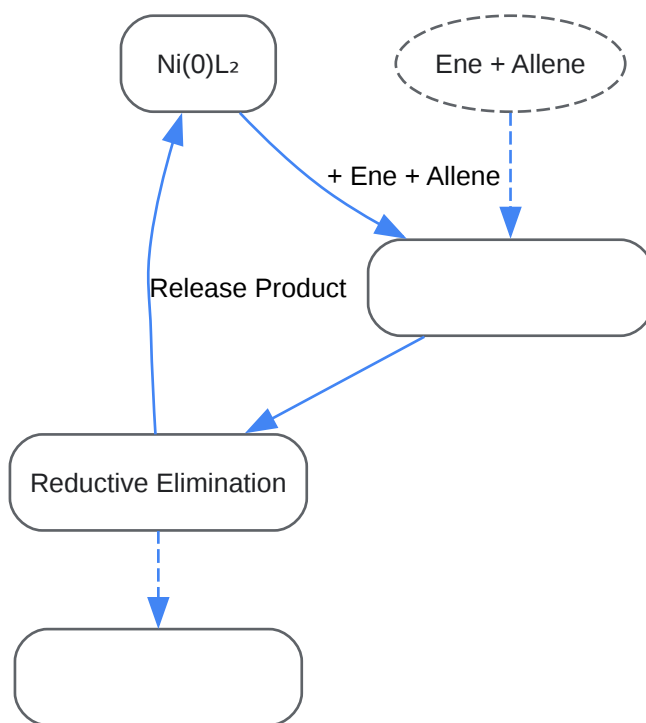 Ni(0)L₂
Ene + Allene
+ Ene + Allene
Release Product
Reductive Elimination